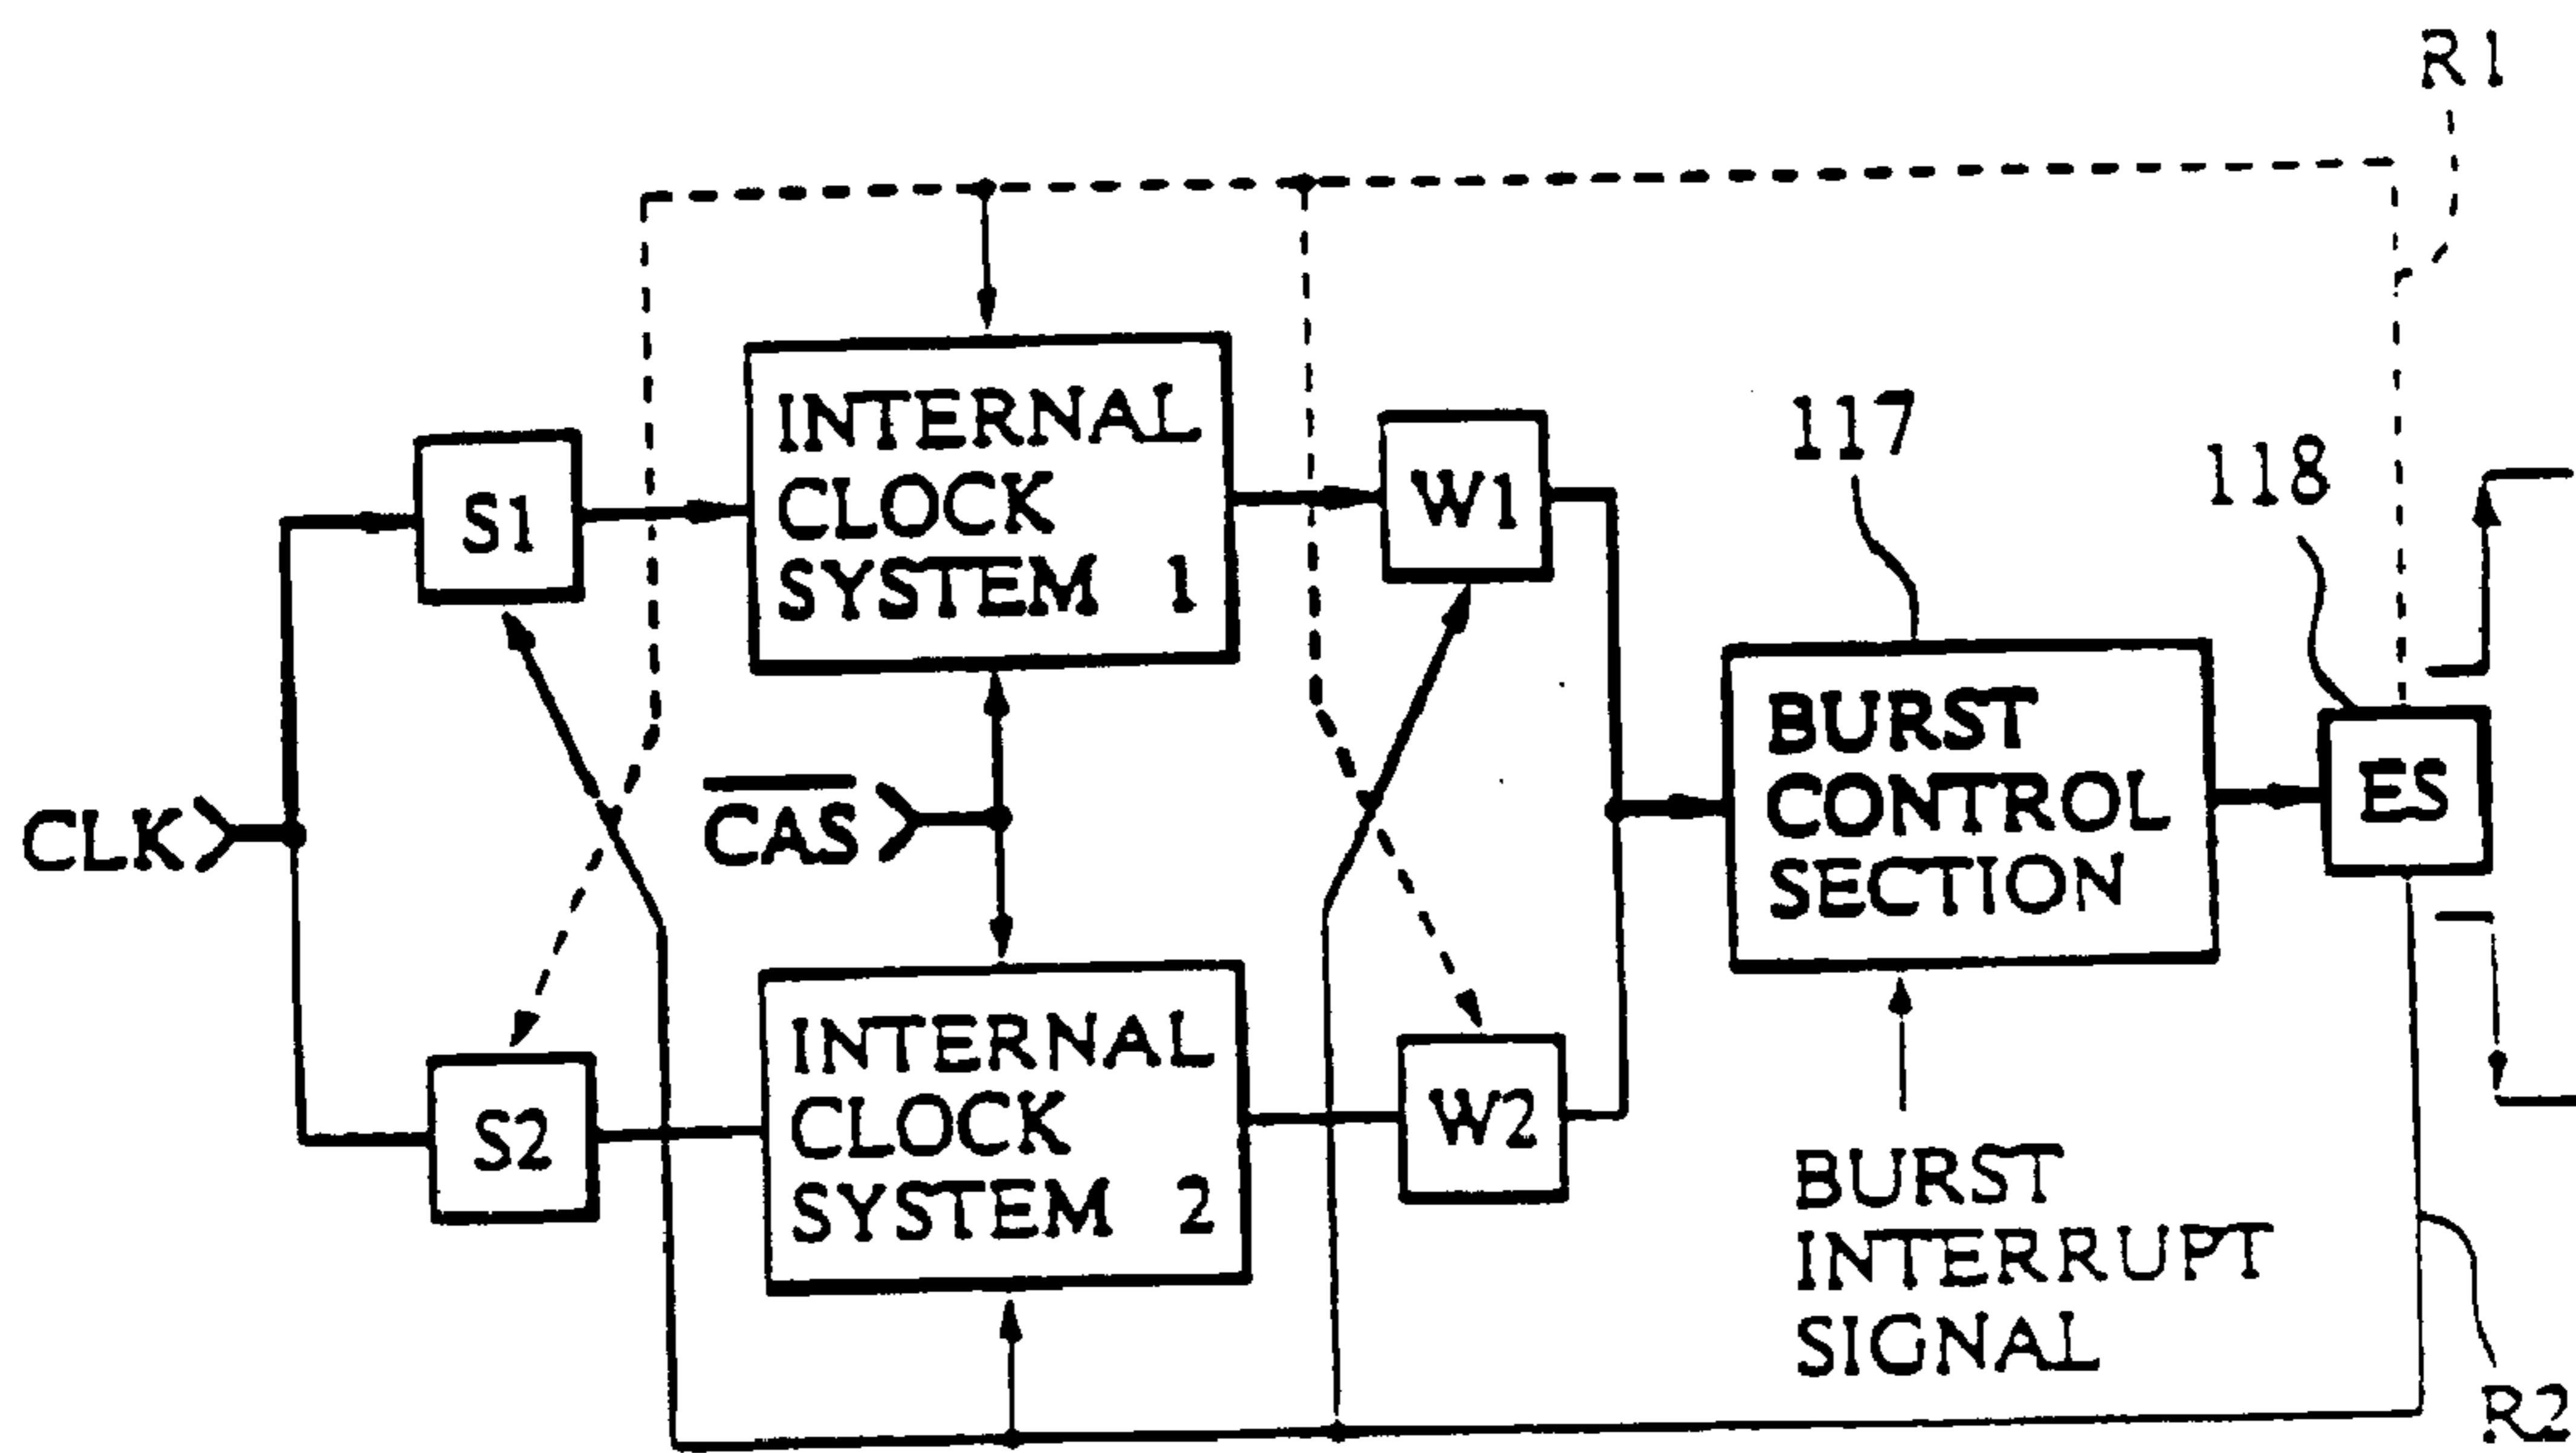 R1
INTERNAL
CLOCK
SYSTEM 1
S1
W1
117
118
CLK
CAS
BURST
CONTROL
SECTION
ES
S2
INTERNAL
CLOCK
SYSTEM 2
W2
BURST
INTERRUPT
SIGNAL
R2